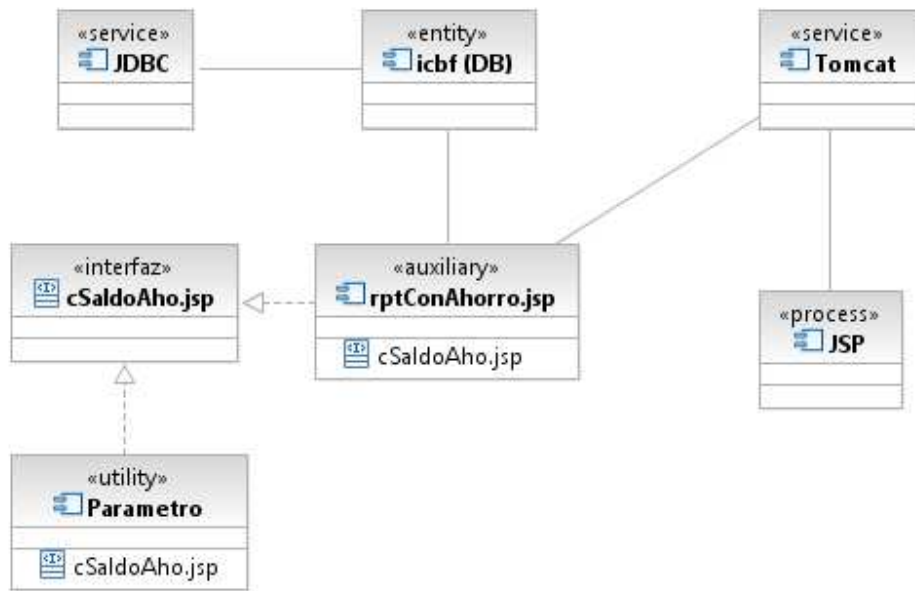 «service»
JDBC
«entity»
icbf (DB)
«service»
Tomcat
«interfaz»
cSaldoAho.jsp
«auxiliary»
rptConAhorro.jsp
cSaldoAho.jsp
«process»
JSP
«utility»
Parametro
cSaldoAho.jsp